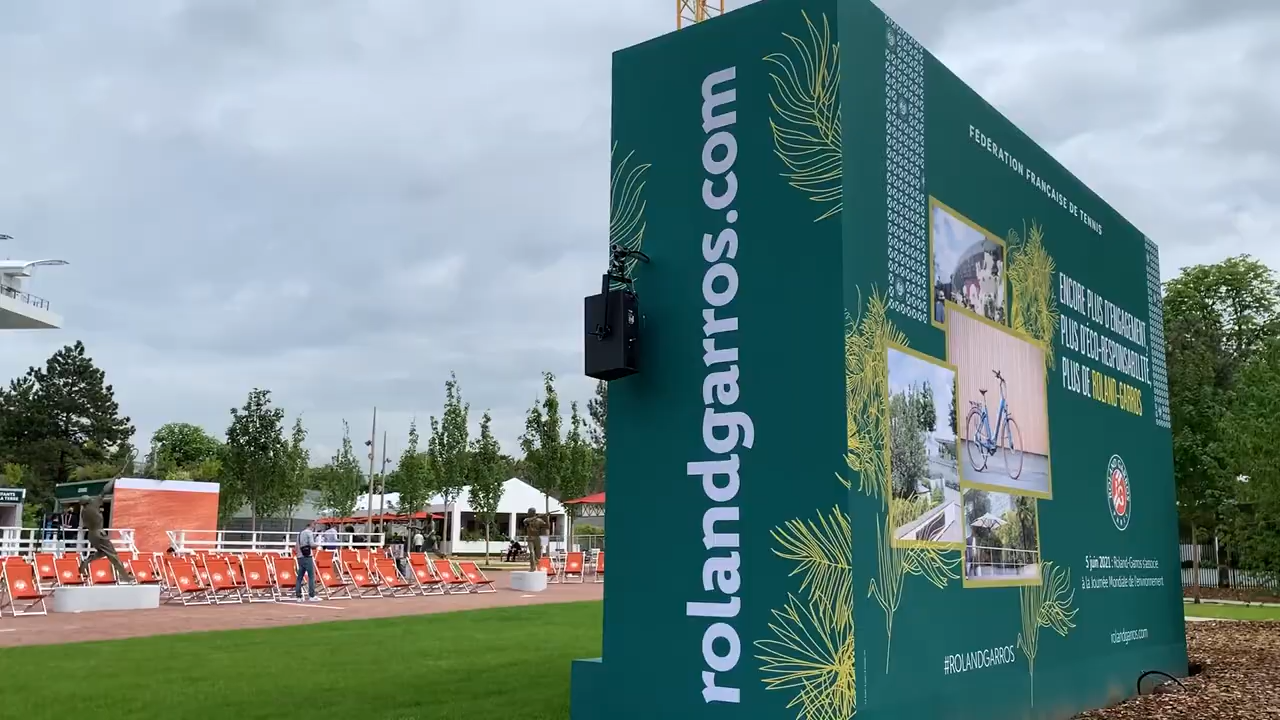 rolandgarros.com
FÉDÉRATION FRANÇAISE DE TENNIS
ENCORE PLUS D'ENGAGEMENT,
PLUS D'ÉCO-RESPONSABILITÉ,
PLUS DE ROLAND-GARROS
5 juin 2021 : Roland-Garros s'associe
à la Journée Mondiale de l'environnement.
#ROLANDGARROS
rolandgarros.com